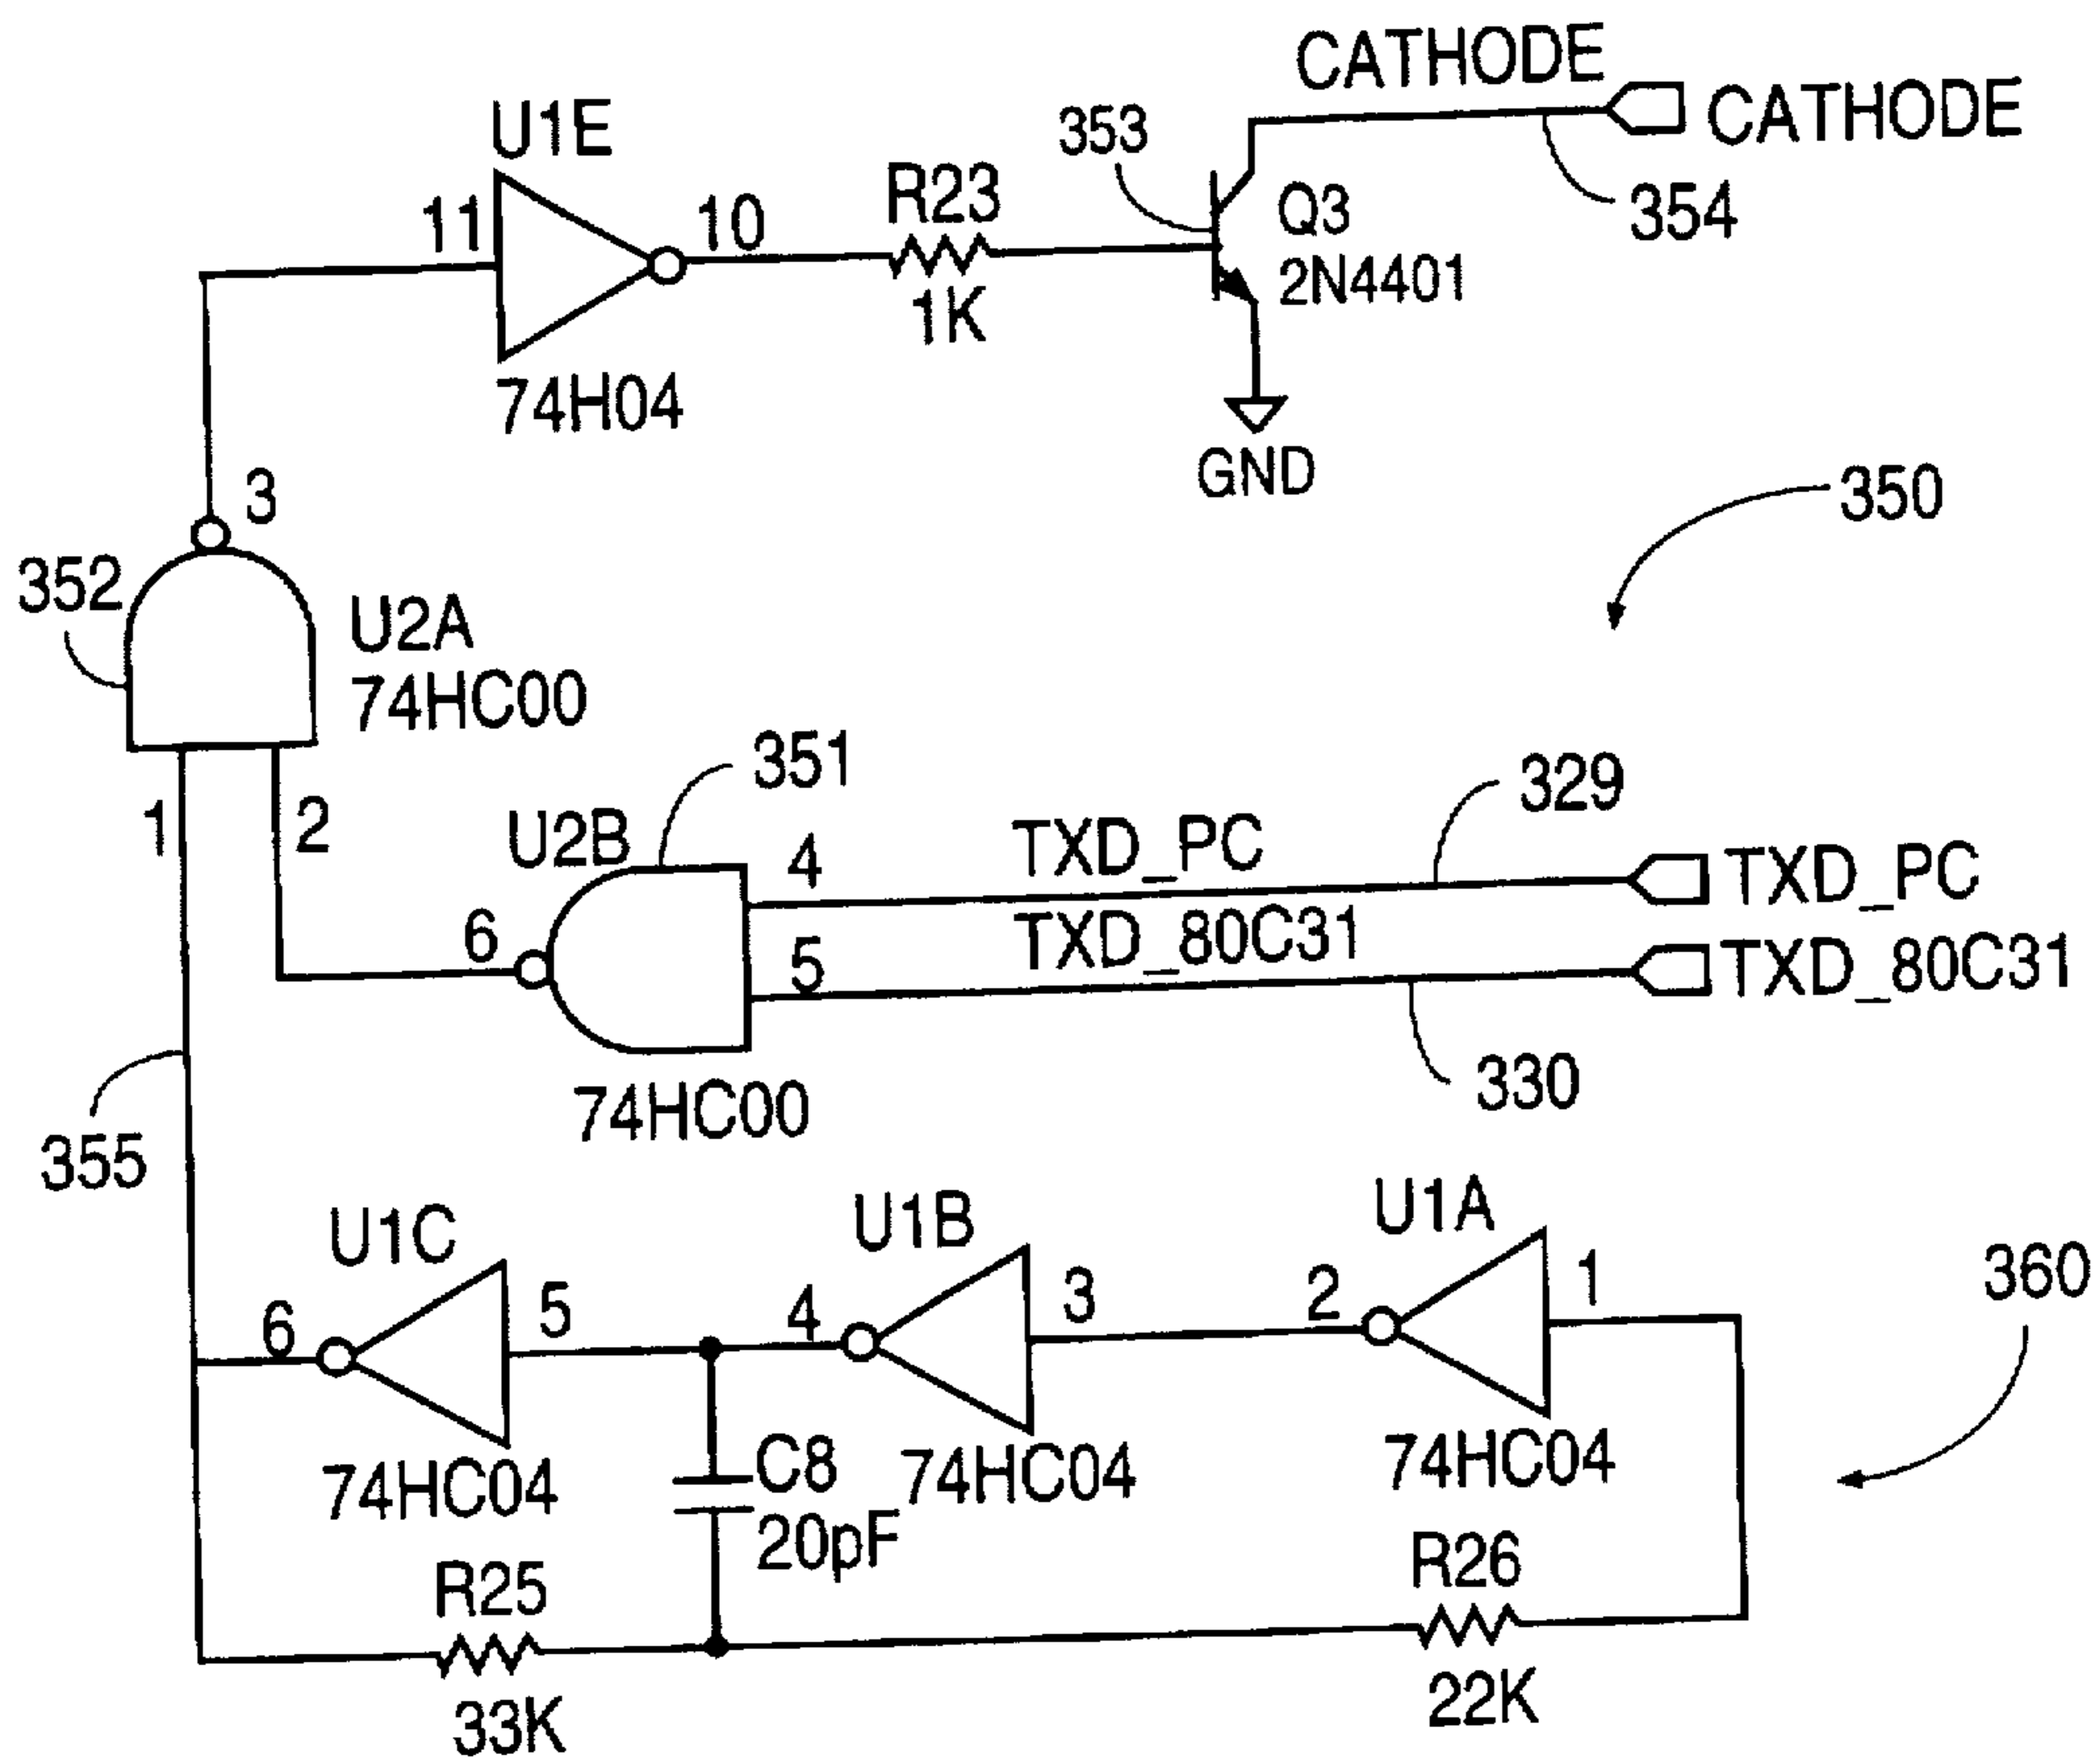 CATHODE
CATHODE
354
U1E
11
10
74H04
R23
1K
353
Q3
2N4401
GND
350
3
352
U2A
74HC00
1
2
351
U2B
6
4
5
74HC00
TXD_PC
329
TXD_PC
TXD_80C31
TXD_80C31
330
355
U1C
6
5
74HC04
U1B
4
3
74HC04
U1A
2
1
74HC04
360
C8
20pF
R25
33K
R26
22K